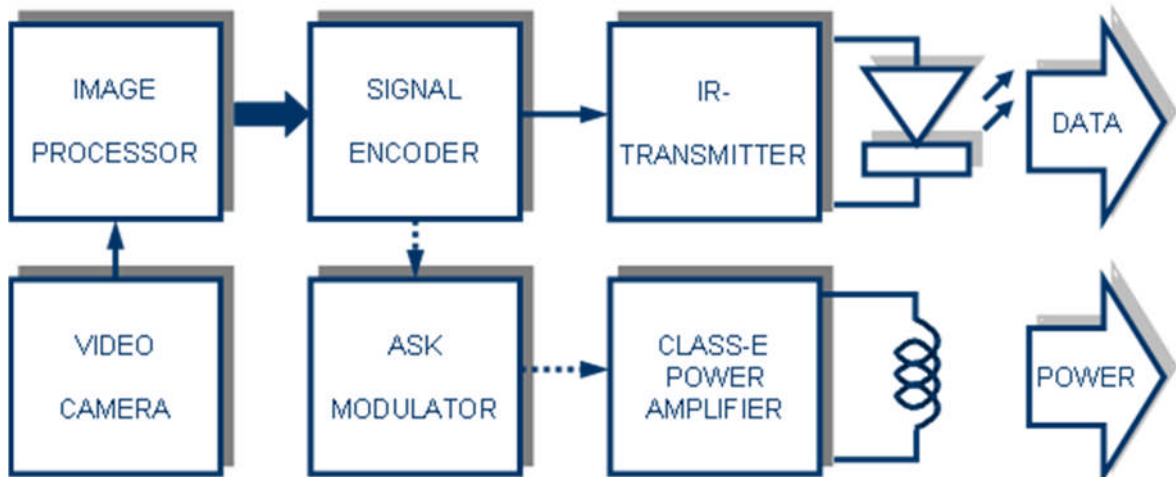 IMAGE
PROCESSOR
SIGNAL
ENCODER
IR-
TRANSMITTER
DATA
VIDEO
CAMERA
ASK
MODULATOR
CLASS-E
POWER
AMPLIFIER
POWER